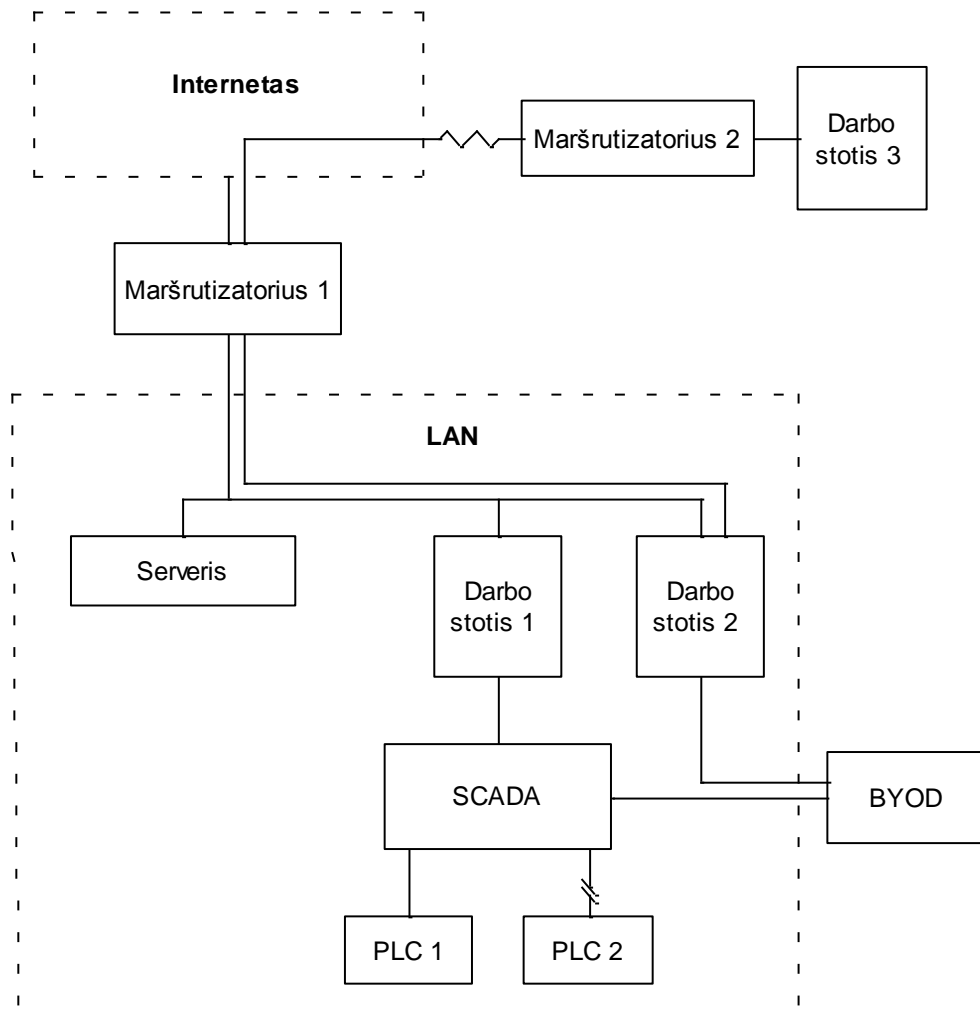 Internetas
Maršrutizatorius 2
Darbo
stotis 3
Maršrutizatorius 1
LAN
Serveris
Darbo
stotis 1
Darbo
stotis 2
SCADA
BYOD
PLC 1
PLC 2